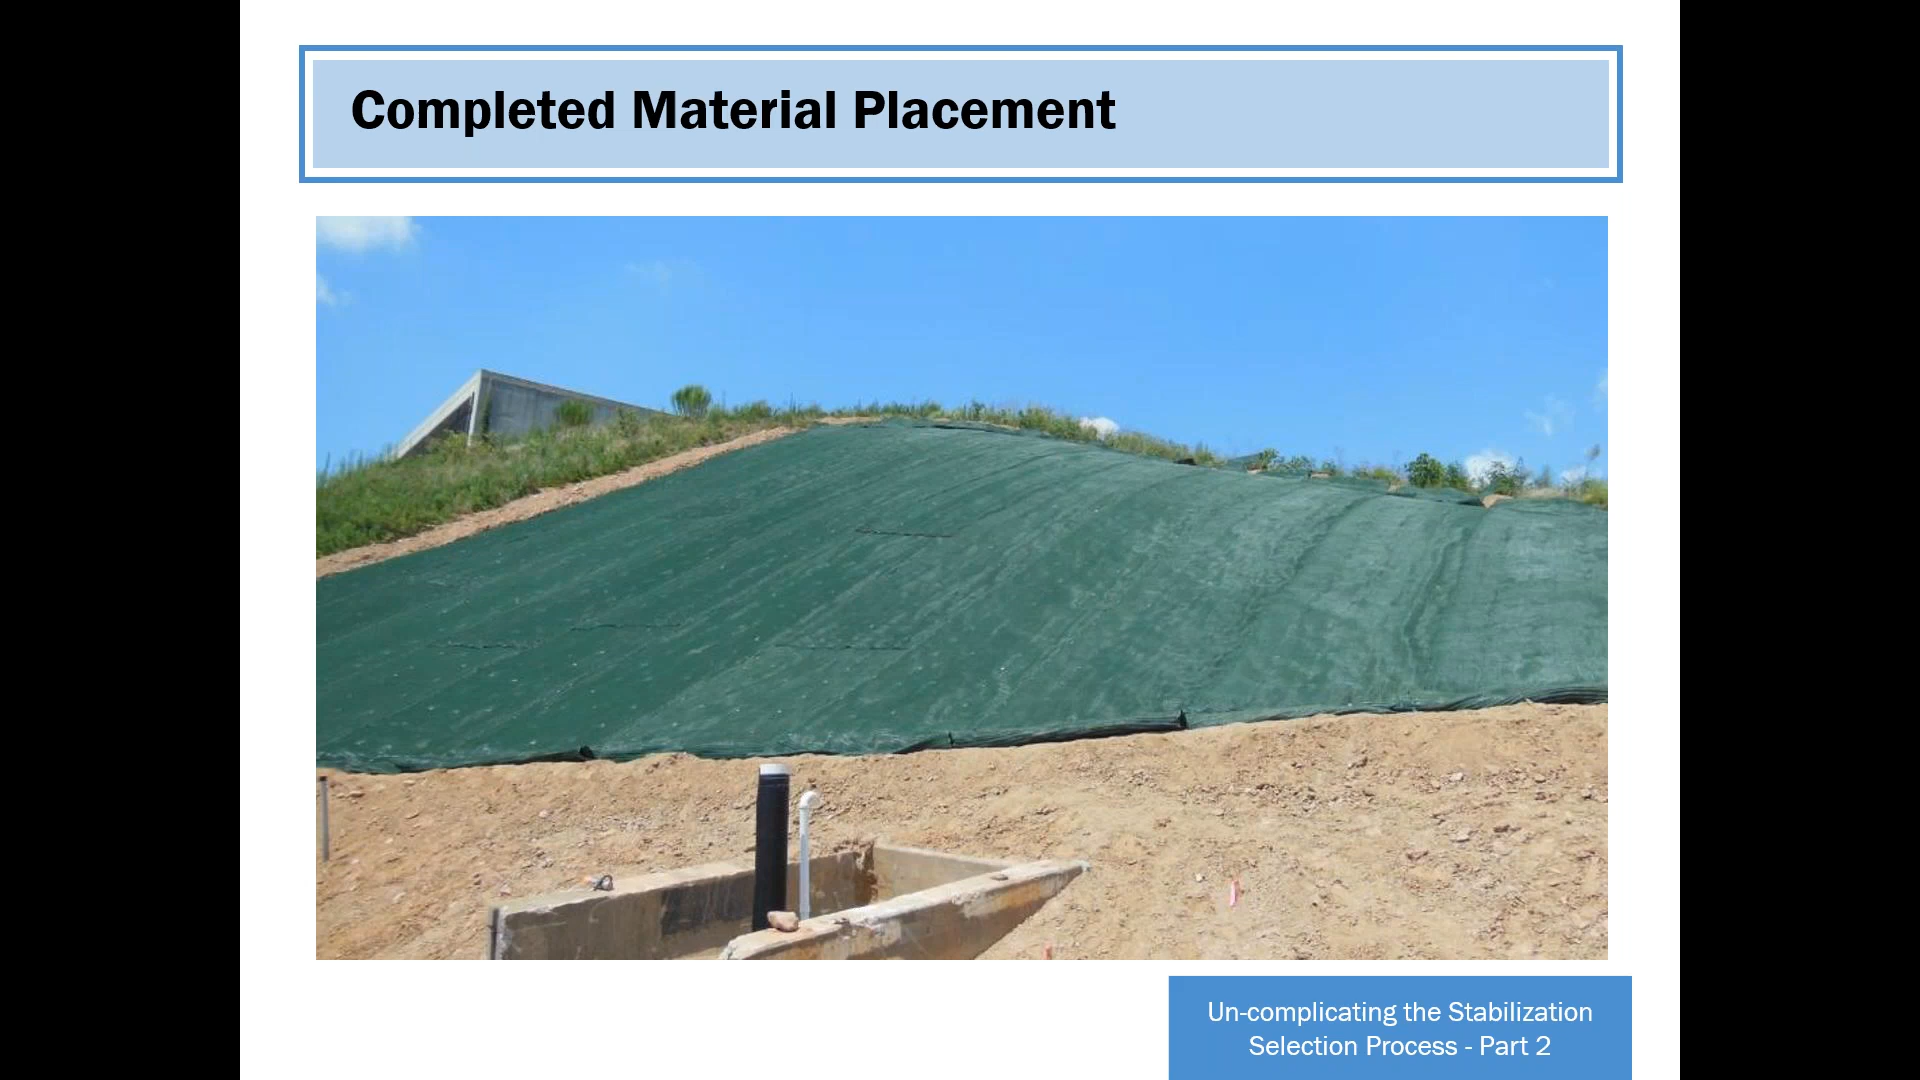 Completed Material Placement
Un-complicating the Stabilization
Selection Process - Part 2